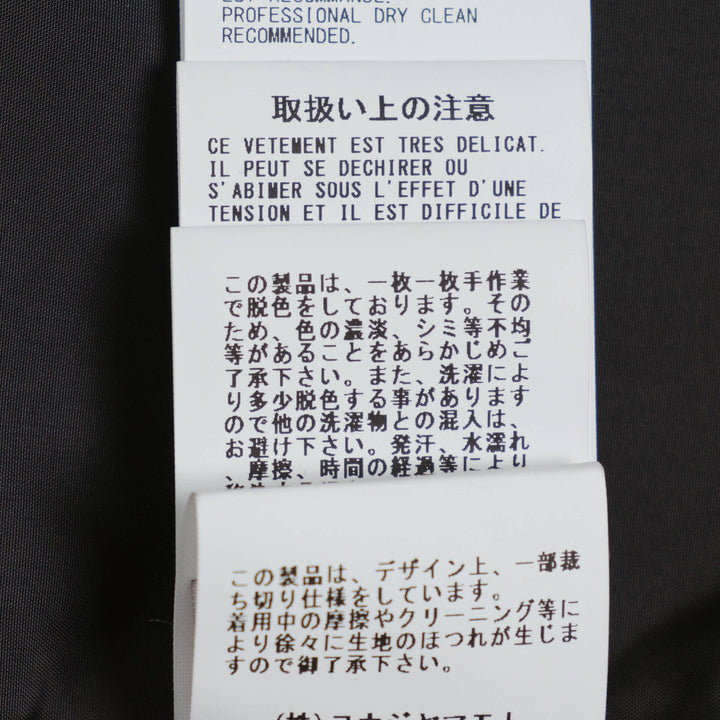 PROFESSIONAL DRY CLEAN
RECOMMENDED.
取扱い上の注意
CE VETEMENT EST TRES DELICAT.
IL PEUT SE DECHIRER OU
S'ABIMER SOUS L'EFFET D'UNE
TENSION ET IL EST DIFFICILE DE
この製品は、一枚一枚手作業
で脱色をしております。その
ため、色の濃淡、シミ等不均
等があることをあらかじめご
了承下さい。また、洗濯によ
り多少脱色する事があります
ので他の洗濯物との混入は、
お避け下さい。発汗、水濡れ
、摩擦、時間の経過等により
この製品は、デザイン上、一部裁
ち切り仕様をしています。
着用中の摩擦やクリーニング等に
より徐々に生地のほつれが生じま
すので御了承下さい。